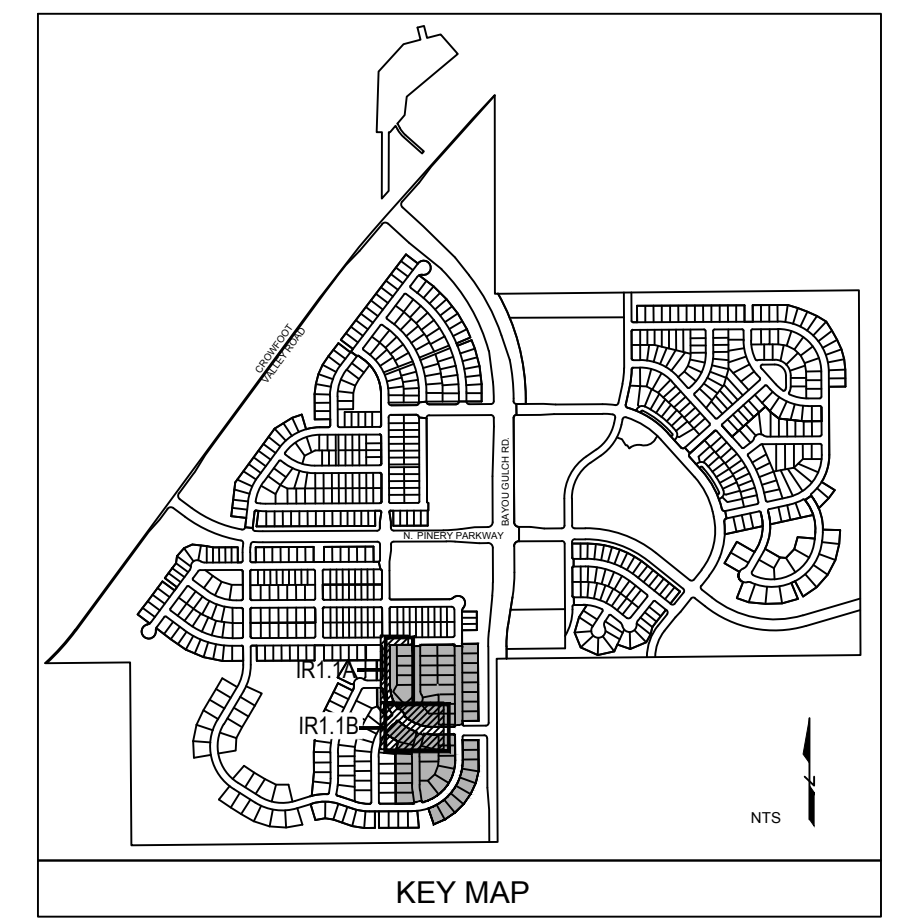 CROWFOOT
VALLEY ROAD
BAYOU GULCH RD.
N. PINERY PARKWAY
IR1.1A
IR1.1B
N
NTS
KEY MAP